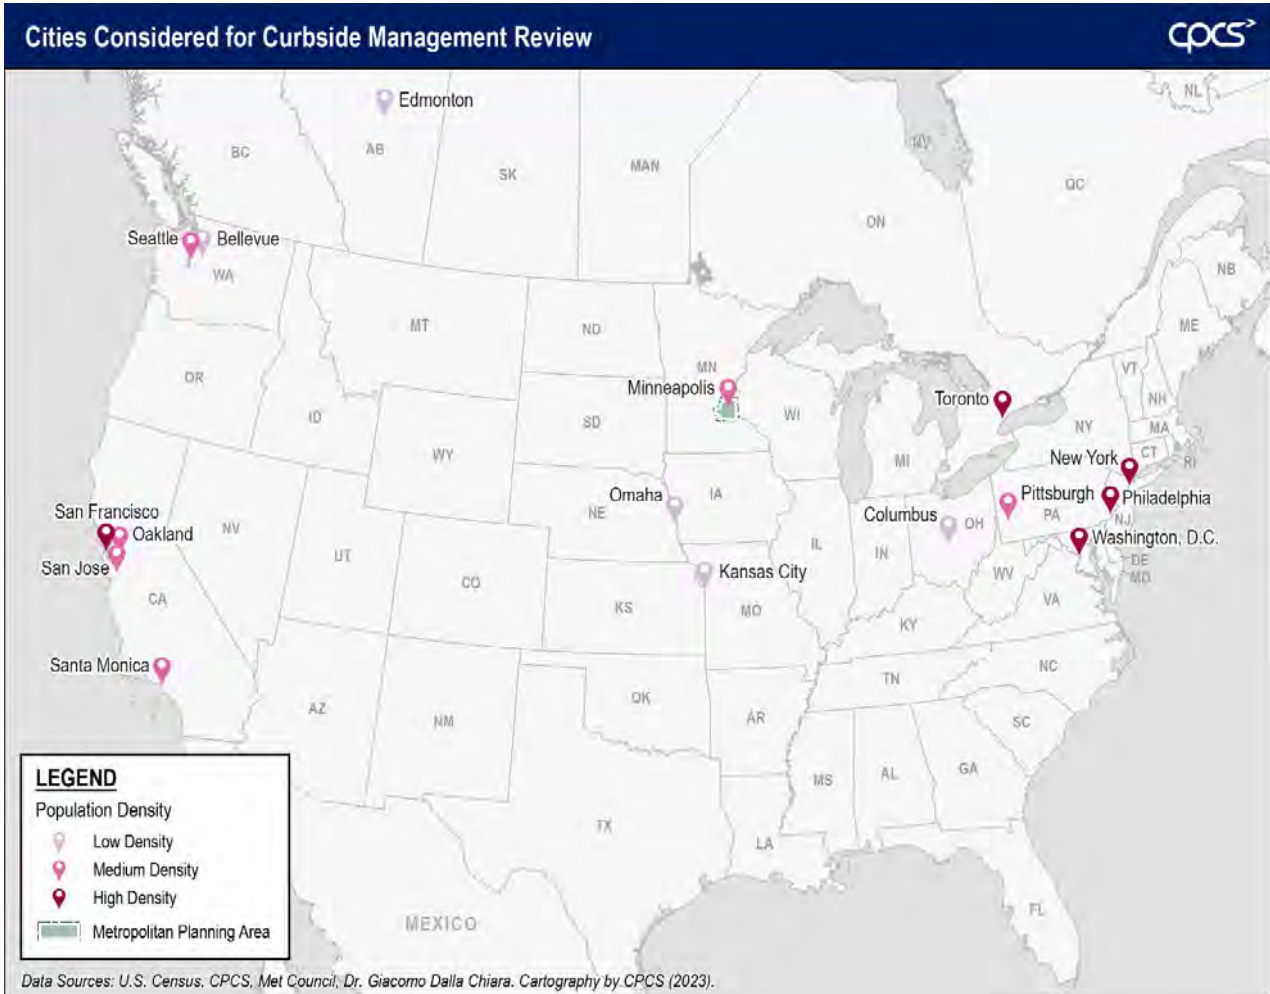 Cities Considered for Curbside Management Review
cpcs
Edmonton
NL
BC
AB
SK
MAN
QC
ON
Seattle
Bellevue
WA
NB
MT
ND
ME
MN
VT
OR
Minneapolis
Toronto
NH
ID
SD
WI
NY
MA
WY
MI
New York
CT
RI
Omaha
IA
Pittsburgh
Philadelphia
San Francisco
NE
Columbus
OH
PA
NJ
Oakland
NV
UT
IL
IN
Washington, D.C.
San Jose
CO
Kansas City
WV
DE
MD
CA
KS
MO
VA
KY
Santa Monica
NC
TN
AZ
NM
OK
AR
SC
MS
AL
GA
TX
LA
FL
MEXICO
LEGEND
Population Density
Low Density
Medium Density
High Density
Metropolitan Planning Area
Data Sources: U.S. Census, CPCS, Met Council, Dr. Giacomo Dalla Chiara. Cartography by CPCS (2023).